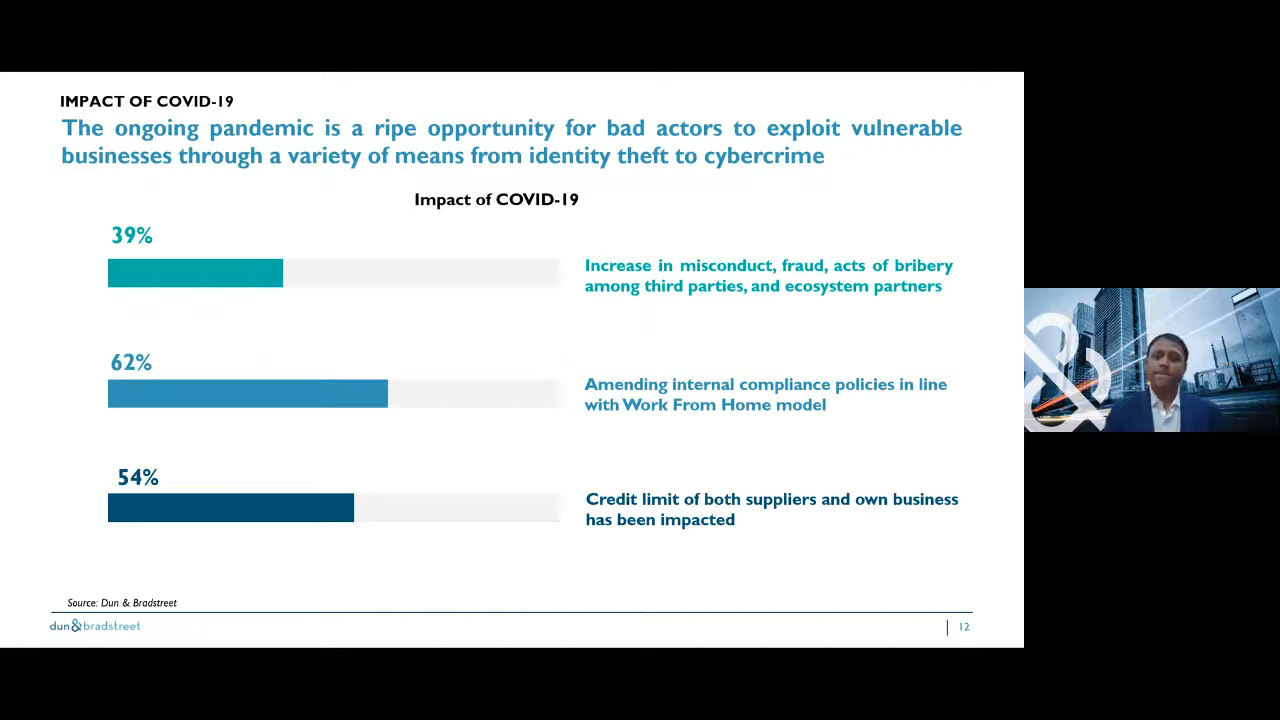 IMPACT OF COVID-19
The ongoing pandemic is a ripe opportunity for bad actors to exploit vulnerable
businesses through a variety of means from identity theft to cybercrime
Impact of COVID-19
39%
Increase in misconduct, fraud, acts of bribery
among third parties, and ecosystem partners
62%
Amending internal compliance policies in line
with Work From Home model
54%
Credit limit of both suppliers and own business
has been impacted
Source: Dun & Bradstreet
dun&bradstreet
12
&